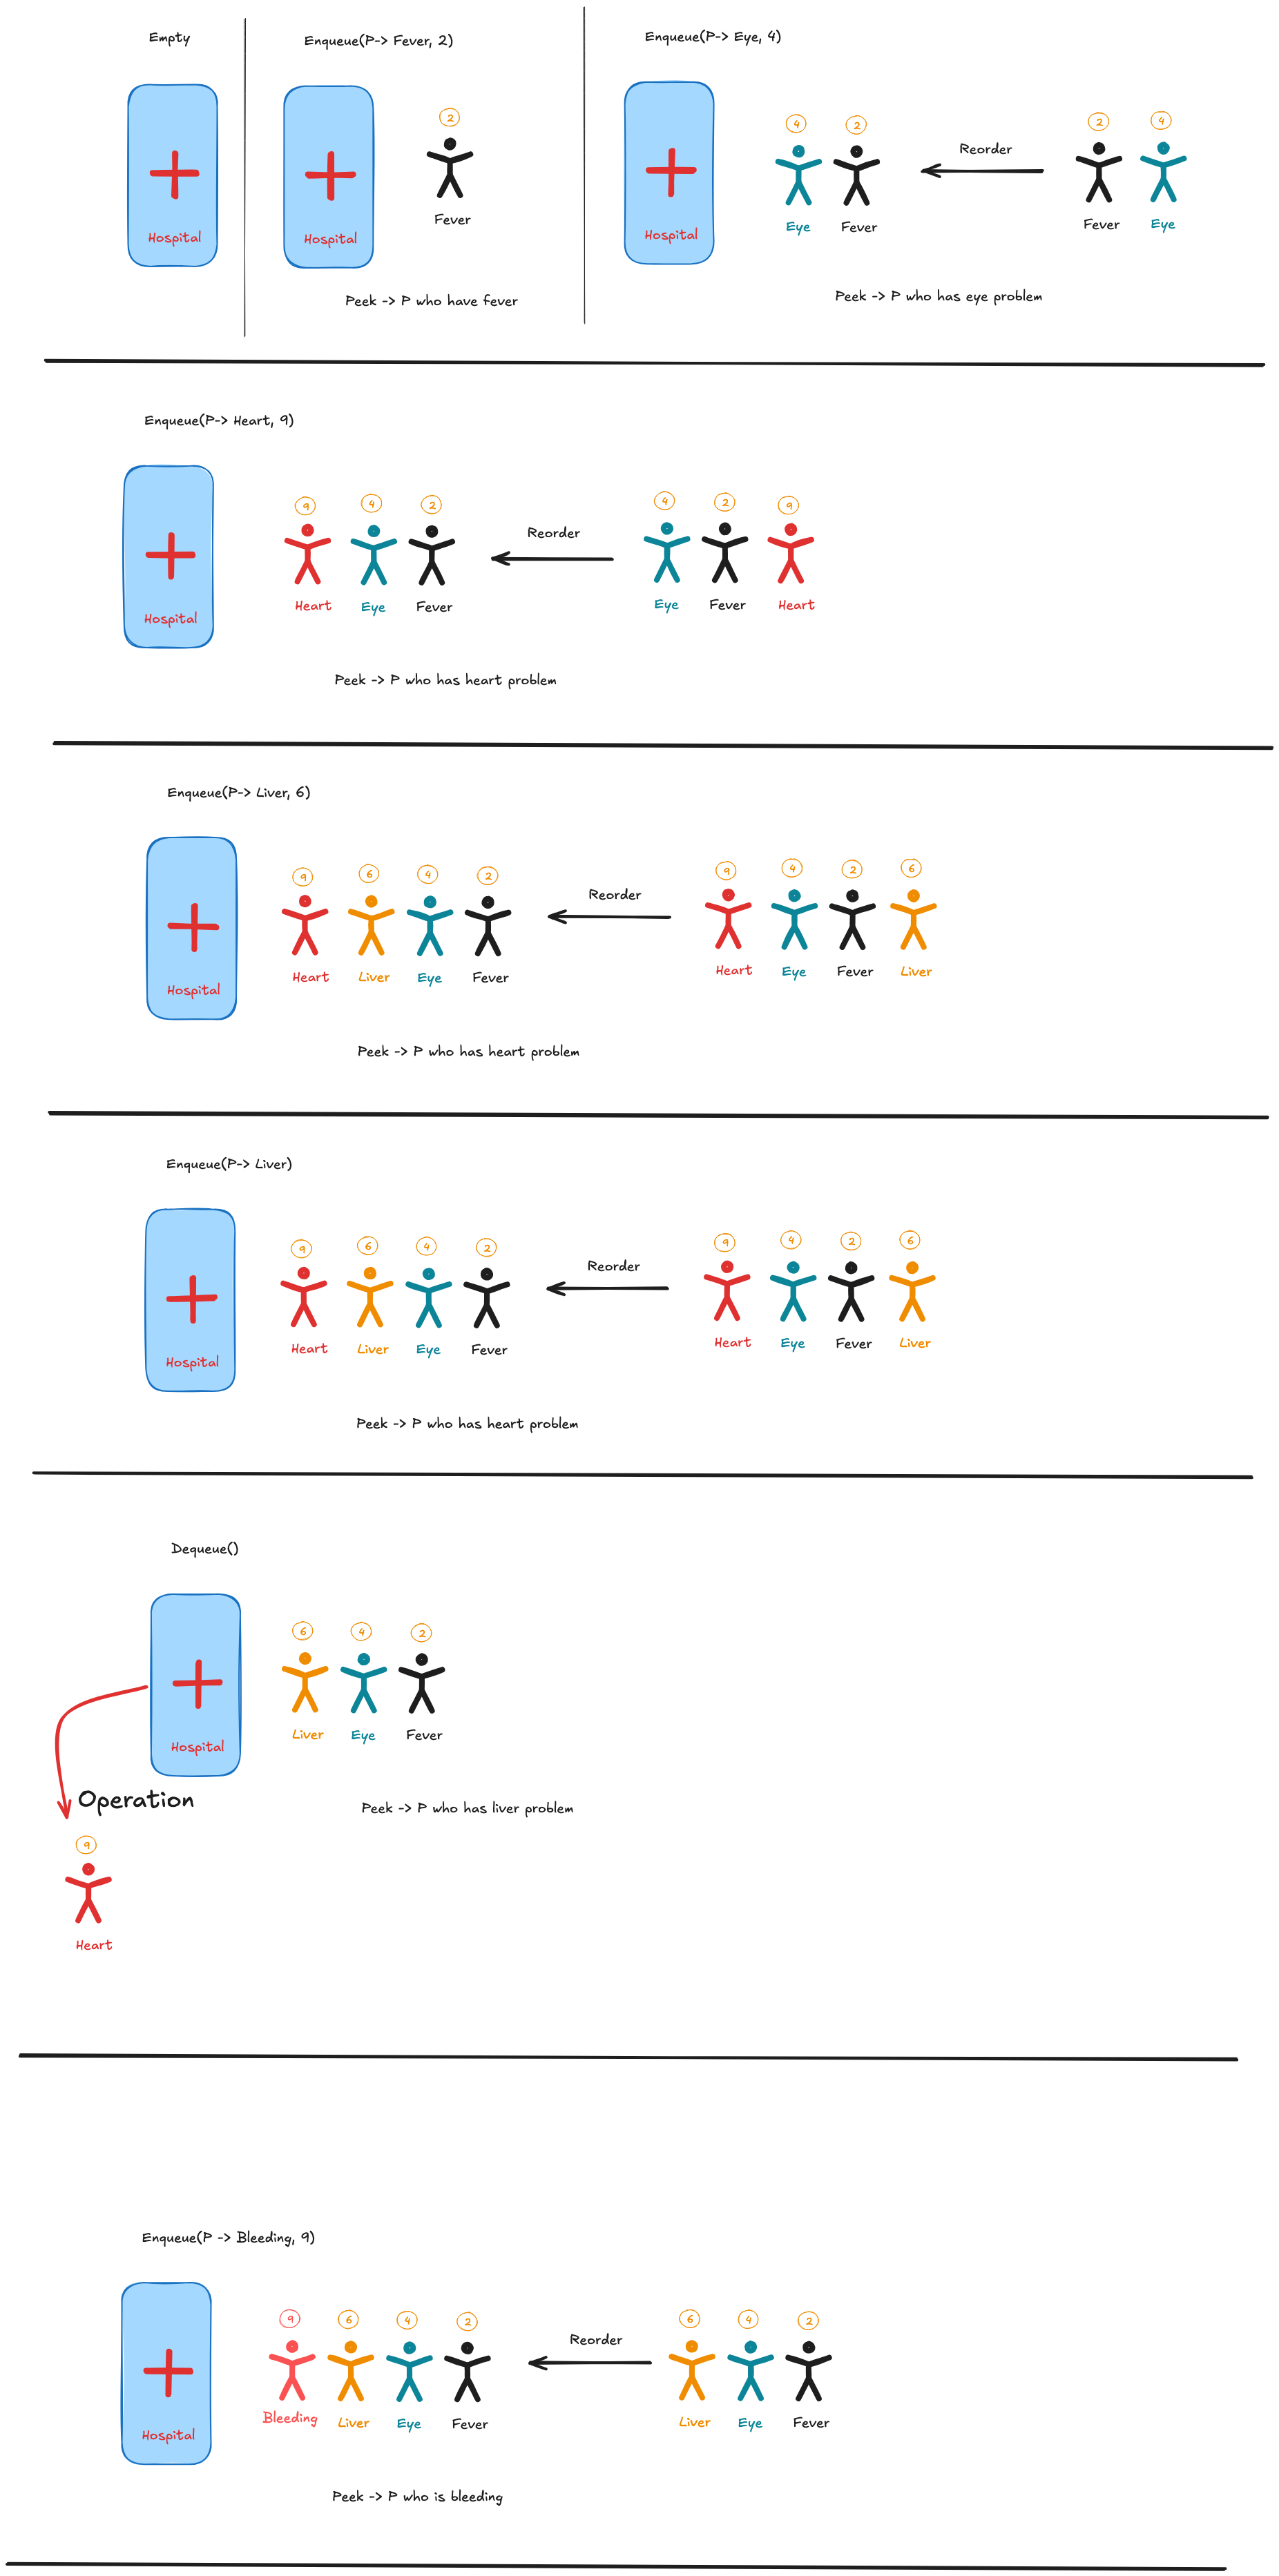 Empty
Hospital
Enqueue(P-> Fever, 2)
2
Hospital
Fever
Peek -> P who have fever
Enqueue(P-> Eye, 4)
Hospital
4 2
Eye Fever
Reorder
2 4
Fever Eye
Peek -> P who has eye problem
Enqueue(P-> Heart, 9)
Hospital
9 4 2
Heart Eye Fever
Reorder
4 2 9
Eye Fever Heart
Peek -> P who has heart problem
Enqueue(P-> Liver, 6)
Hospital
9 6 4 2
Heart Liver Eye Fever
Reorder
9 4 2 6
Heart Eye Fever Liver
Peek -> P who has heart problem
Enqueue(P-> Liver)
Hospital
9 6 4 2
Heart Liver Eye Fever
Reorder
9 4 2 6
Heart Eye Fever Liver
Peek -> P who has heart problem
Dequeue()
Hospital
6 4 2
Liver Eye Fever
Operation
Peek -> P who has liver problem
9
Heart
Enqueue(P -> Bleeding, 9)
Hospital
9 6 4 2
Bleeding Liver Eye Fever
Reorder
6 4 2
Liver Eye Fever
Peek -> P who is bleeding